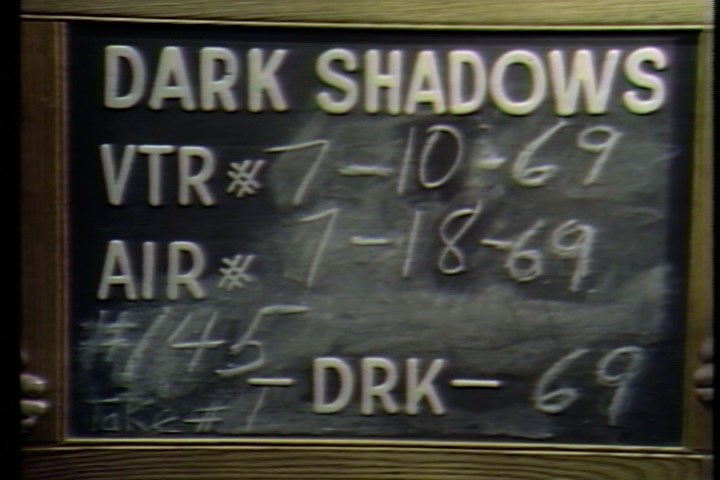 DARK SHADOWS
VTR # 7-10-69
AIR # 7-18-69
#145
-DRK- 69
Take # 1